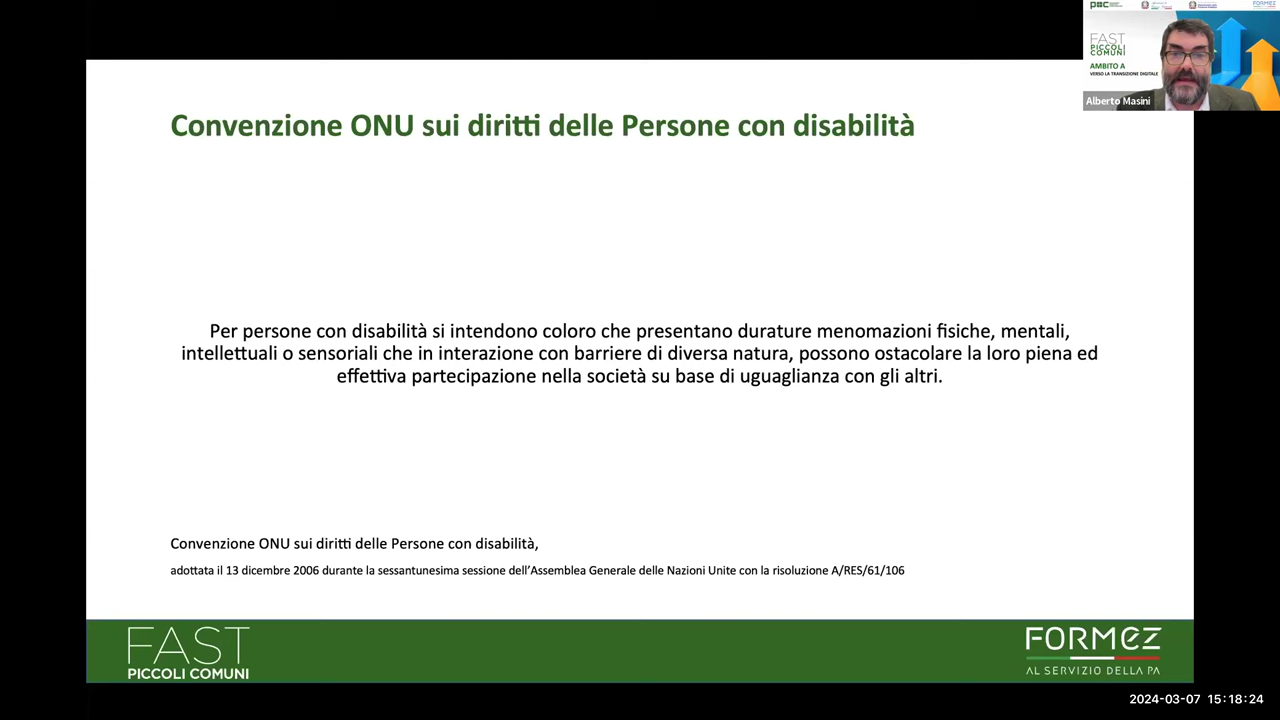 FORMEZ
FAST
PICCOLI
COMUNI
AMBITO A
VERSO LA TRANSIZIONE DIGITALE
Alberto Masini
Convenzione ONU sui diritti delle Persone con disabilità
Per persone con disabilità si intendono coloro che presentano durature menomazioni fisiche, mentali,
intellettuali o sensoriali che in interazione con barriere di diversa natura, possono ostacolare la loro piena ed
effettiva partecipazione nella società su base di uguaglianza con gli altri.
Convenzione ONU sui diritti delle Persone con disabilità,
adottata il 13 dicembre 2006 durante la sessantunesima sessione dell’Assemblea Generale delle Nazioni Unite con la risoluzione A/RES/61/106
FAST
PICCOLI COMUNI
FORMEZ
AL SERVIZIO DELLA PA
2024-03-07 15:18:24